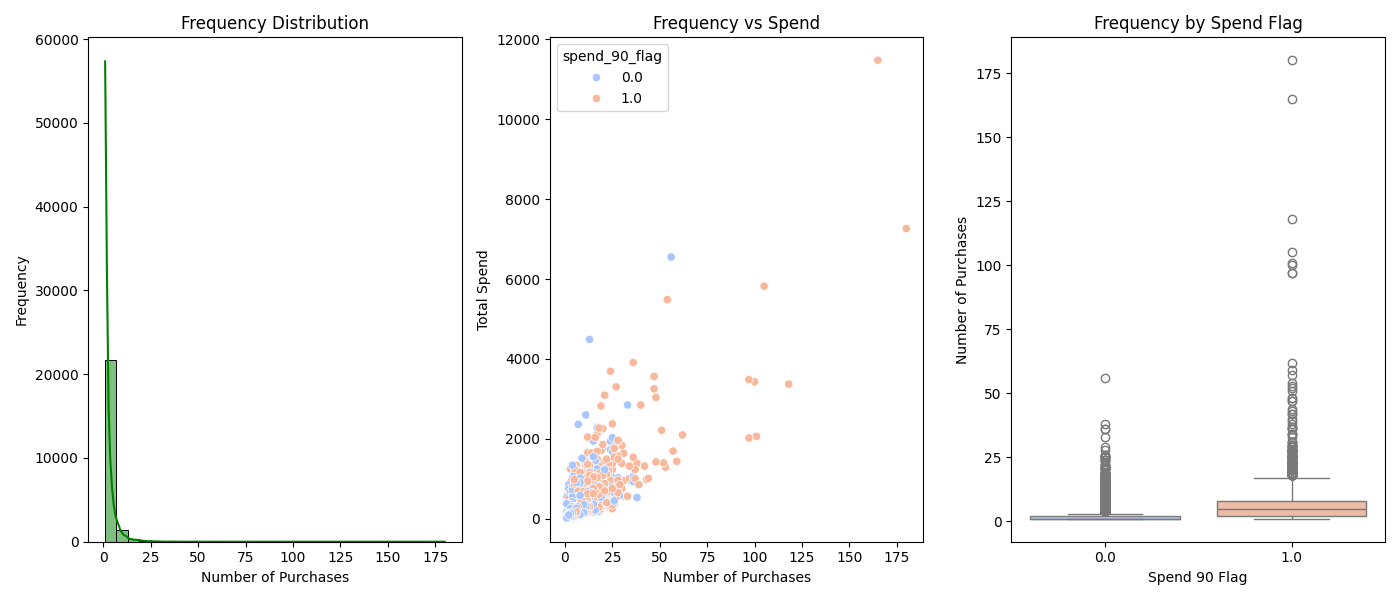 Frequency Distribution
Frequency
60000
50000
40000
30000
20000
10000
0
0 25 50 75 100 125 150 175
Number of Purchases
Frequency vs Spend
Total Spend
12000
10000
8000
6000
4000
2000
0
spend_90_flag
0.0
1.0
0 25 50 75 100 125 150 175
Number of Purchases
Frequency by Spend Flag
Number of Purchases
175
150
125
100
75
50
25
0
0.0 1.0
Spend 90 Flag